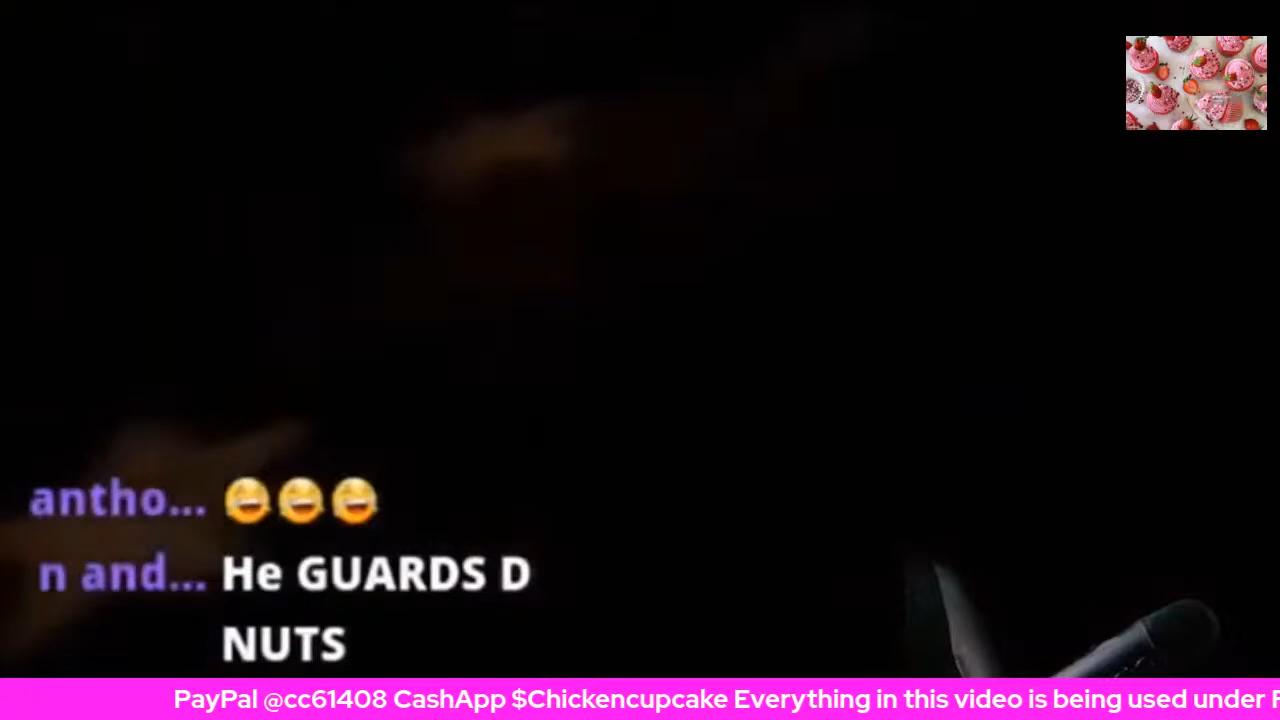 antho... 😂😂😂
n and... He GUARDS D
NUTS
PayPal @cc61408 CashApp $Chickencupcake Everything in this video is being used under F